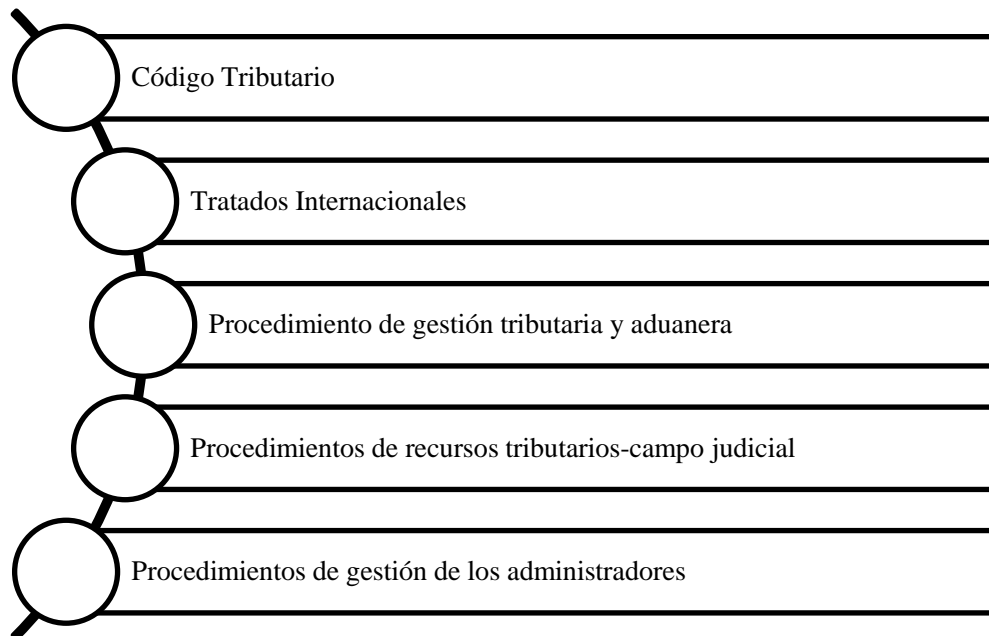 Código Tributario
Tratados Internacionales
Procedimiento de gestión tributaria y aduanera
Procedimientos de recursos tributarios-campo judicial
Procedimientos de gestión de los administradores